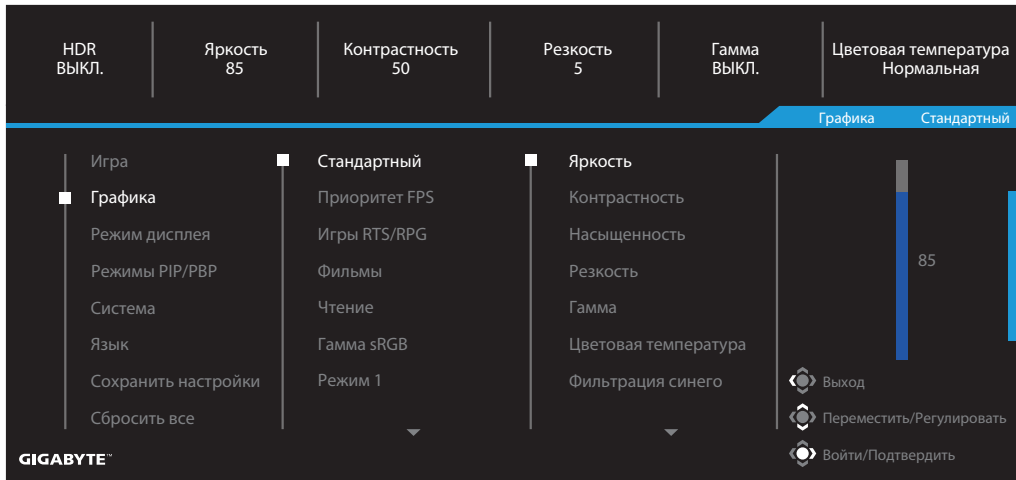 HDR
ВЫКЛ.
Яркость
85
Контрастность
50
Резкость
5
Гамма
ВЫКЛ.
Цветовая температура
Нормальная
Графика Стандартный
Игра
Графика
Режим дисплея
Режимы PIP/PBP
Система
Язык
Сохранить настройки
Сбросить все
Стандартный
Приоритет FPS
Игры RTS/RPG
Фильмы
Чтение
Гамма sRGB
Режим 1
Яркость
Контрастность
Насыщенность
Резкость
Гамма
Цветовая температура
Фильтрация синего
85
Выход
Переместить/Регулировать
Войти/Подтвердить
GIGABYTE™